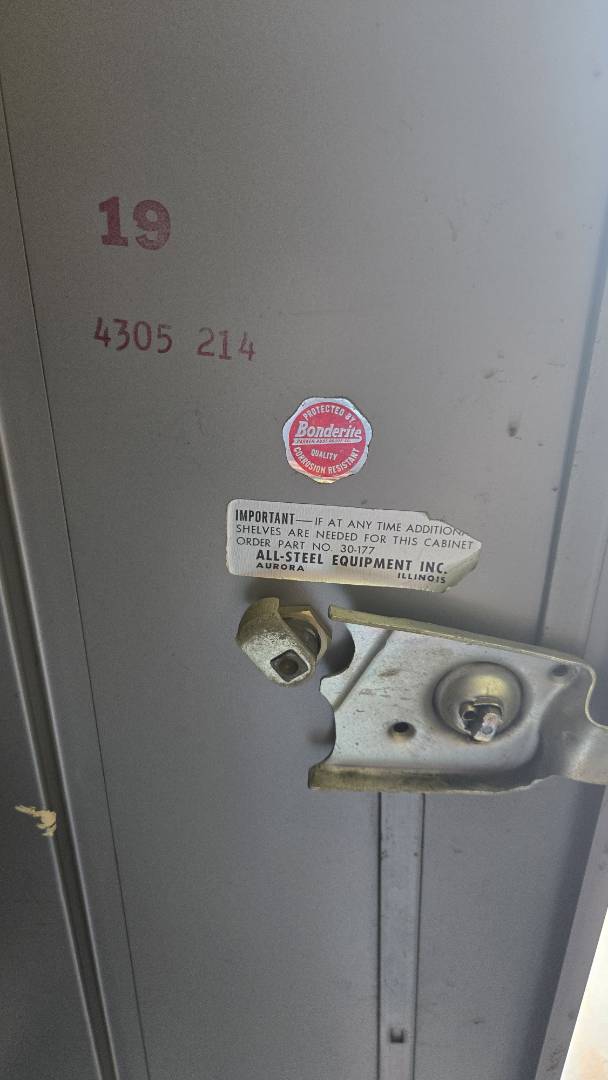 19
4305 214
PROTECTED BY
Bonderite
QUALITY
CORROSION RESISTANT
IMPORTANT—IF AT ANY TIME ADDITIONA
SHELVES ARE NEEDED FOR THIS CABINET
ORDER PART NO. 30-177
ALL-STEEL EQUIPMENT INC.
AURORA ILLINOIS